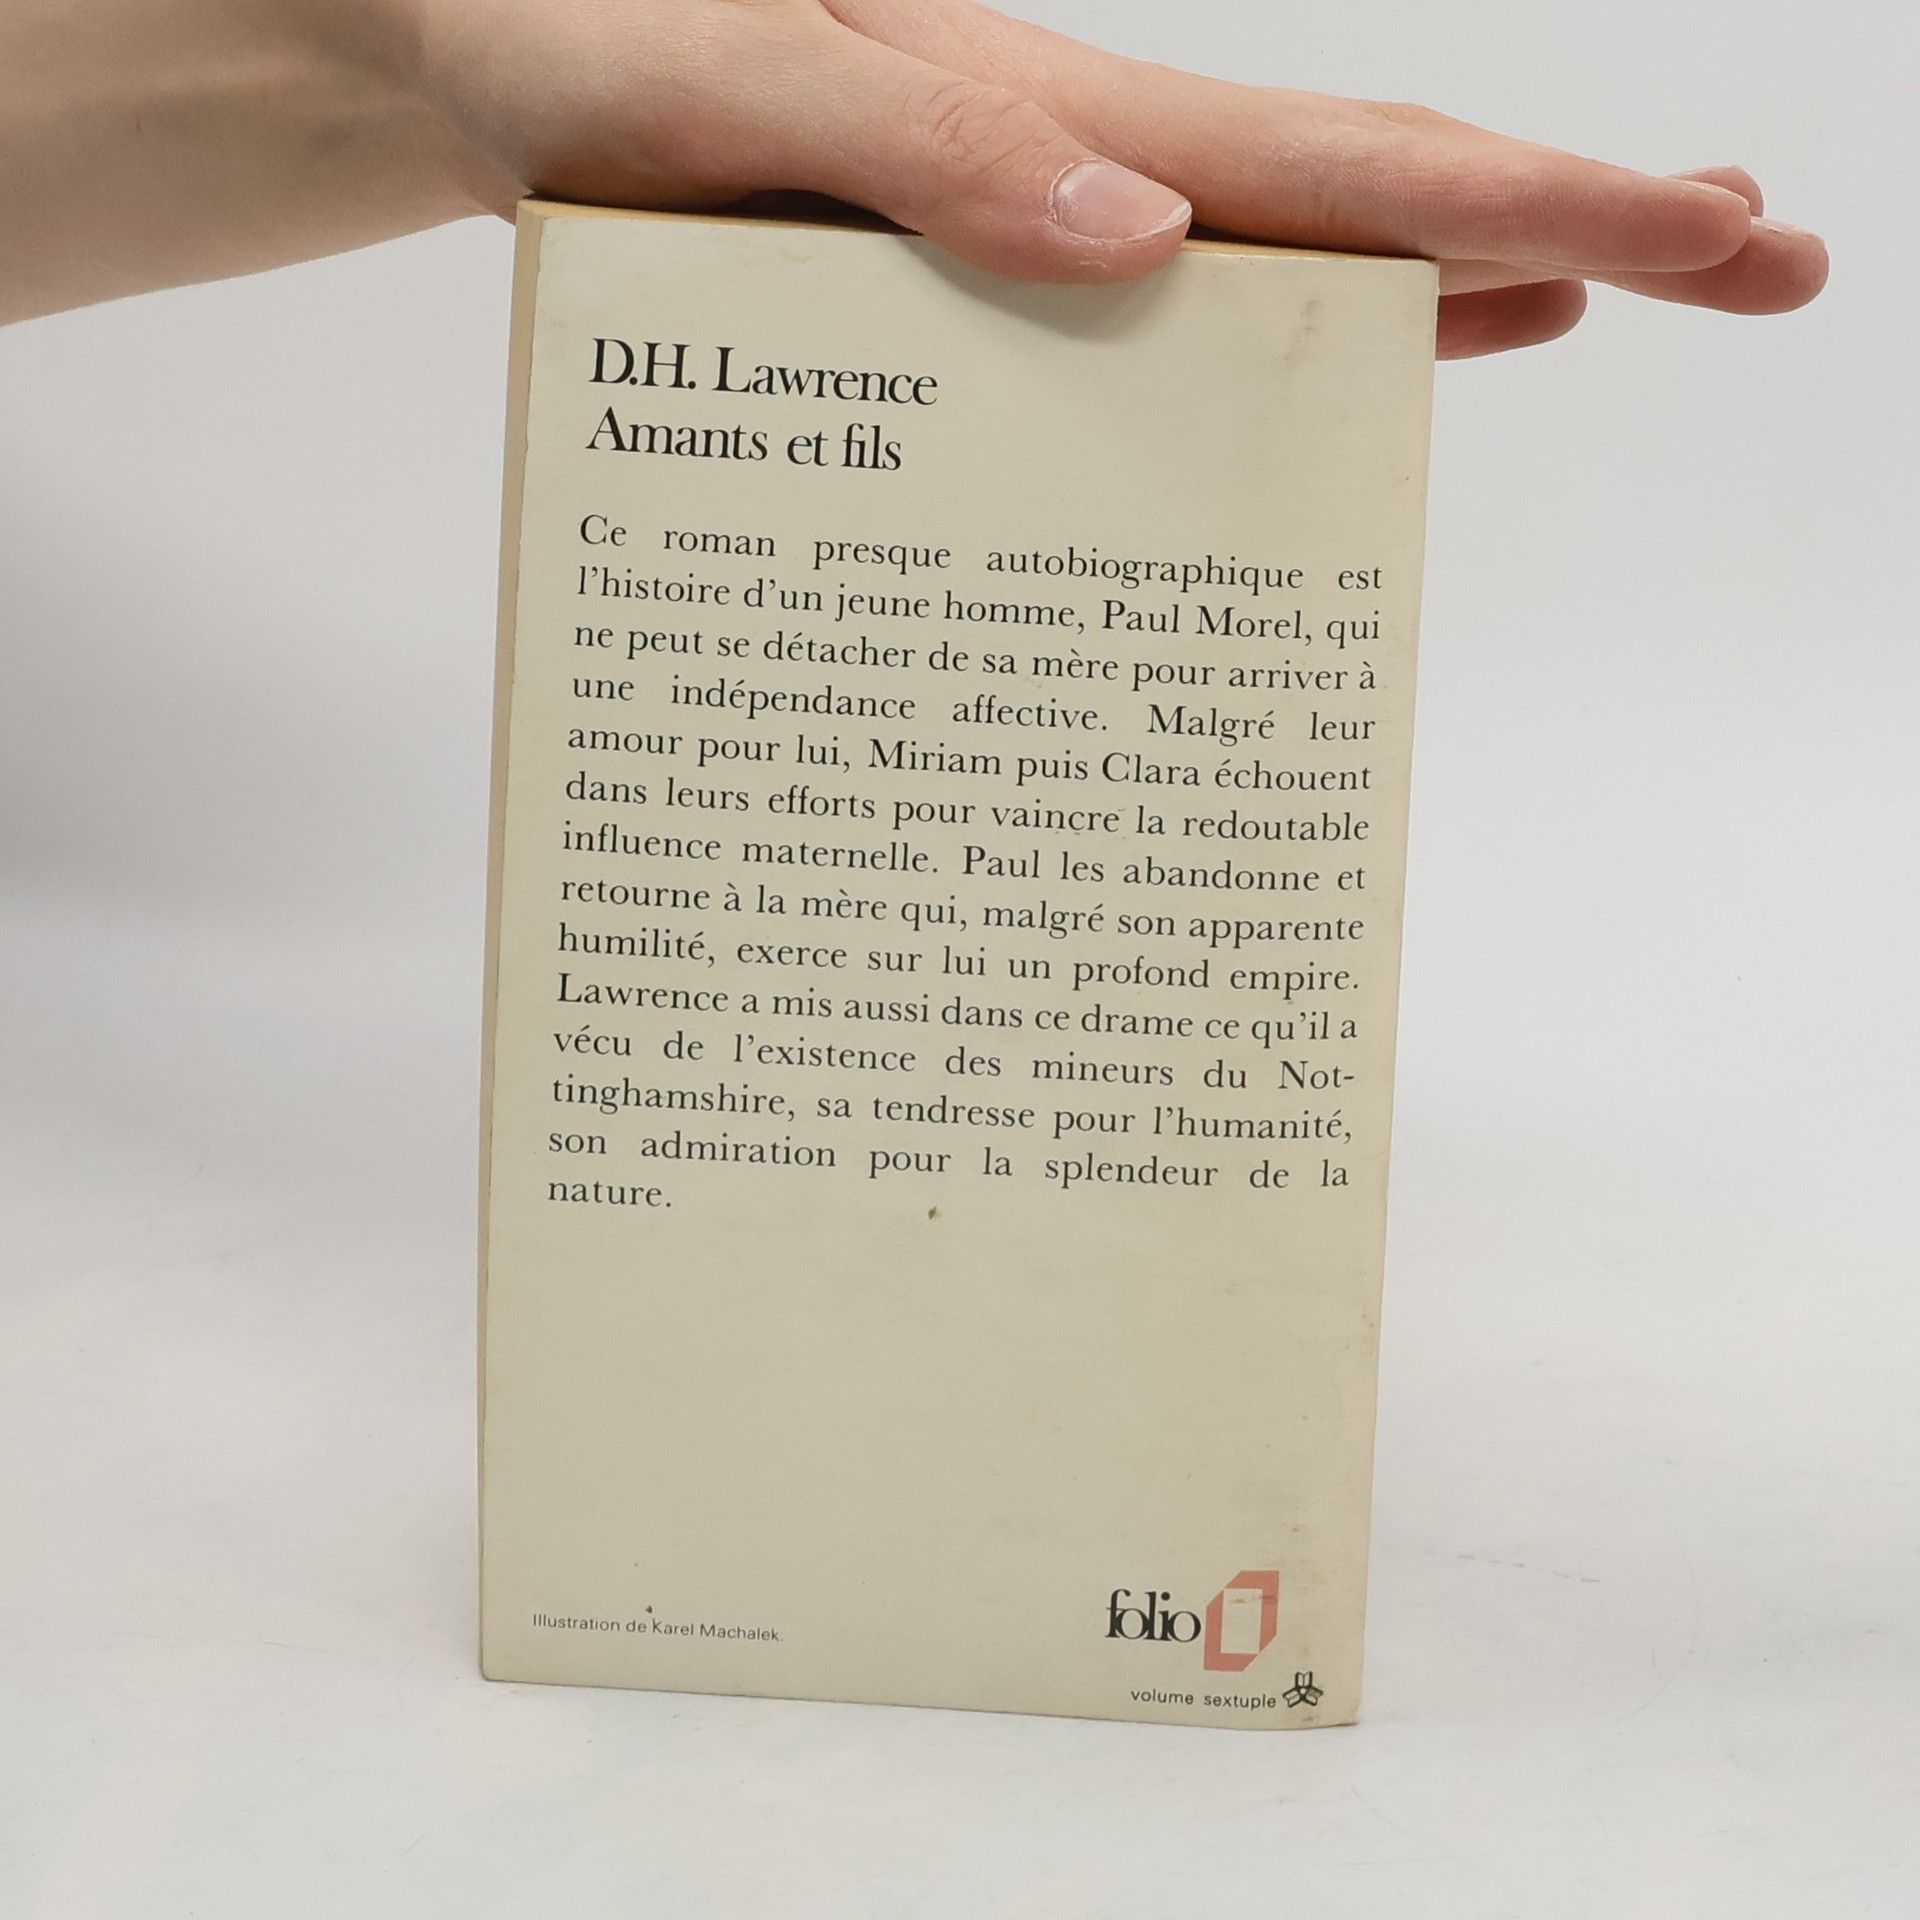 D.H. Lawrence
Amants et fils
Ce roman presque autobiographique est
l'histoire d'un jeune homme, Paul Morel, qui
ne peut se détacher de sa mère pour arriver à
une indépendance affective. Malgré leur
amour pour lui, Miriam puis Clara échouent
dans leurs efforts pour vaincre la redoutable
influence maternelle. Paul les abandonne et
retourne à la mère qui, malgré son apparente
humilité, exerce sur lui un profond empire.
Lawrence a mis aussi dans ce drame ce qu'il a
vécu de l'existence des mineurs du Not-
tinghamshire, sa tendresse pour l'humanité,
son admiration pour la splendeur de la
nature.
Illustration de Karel Machalek.
folio
volume sextuple